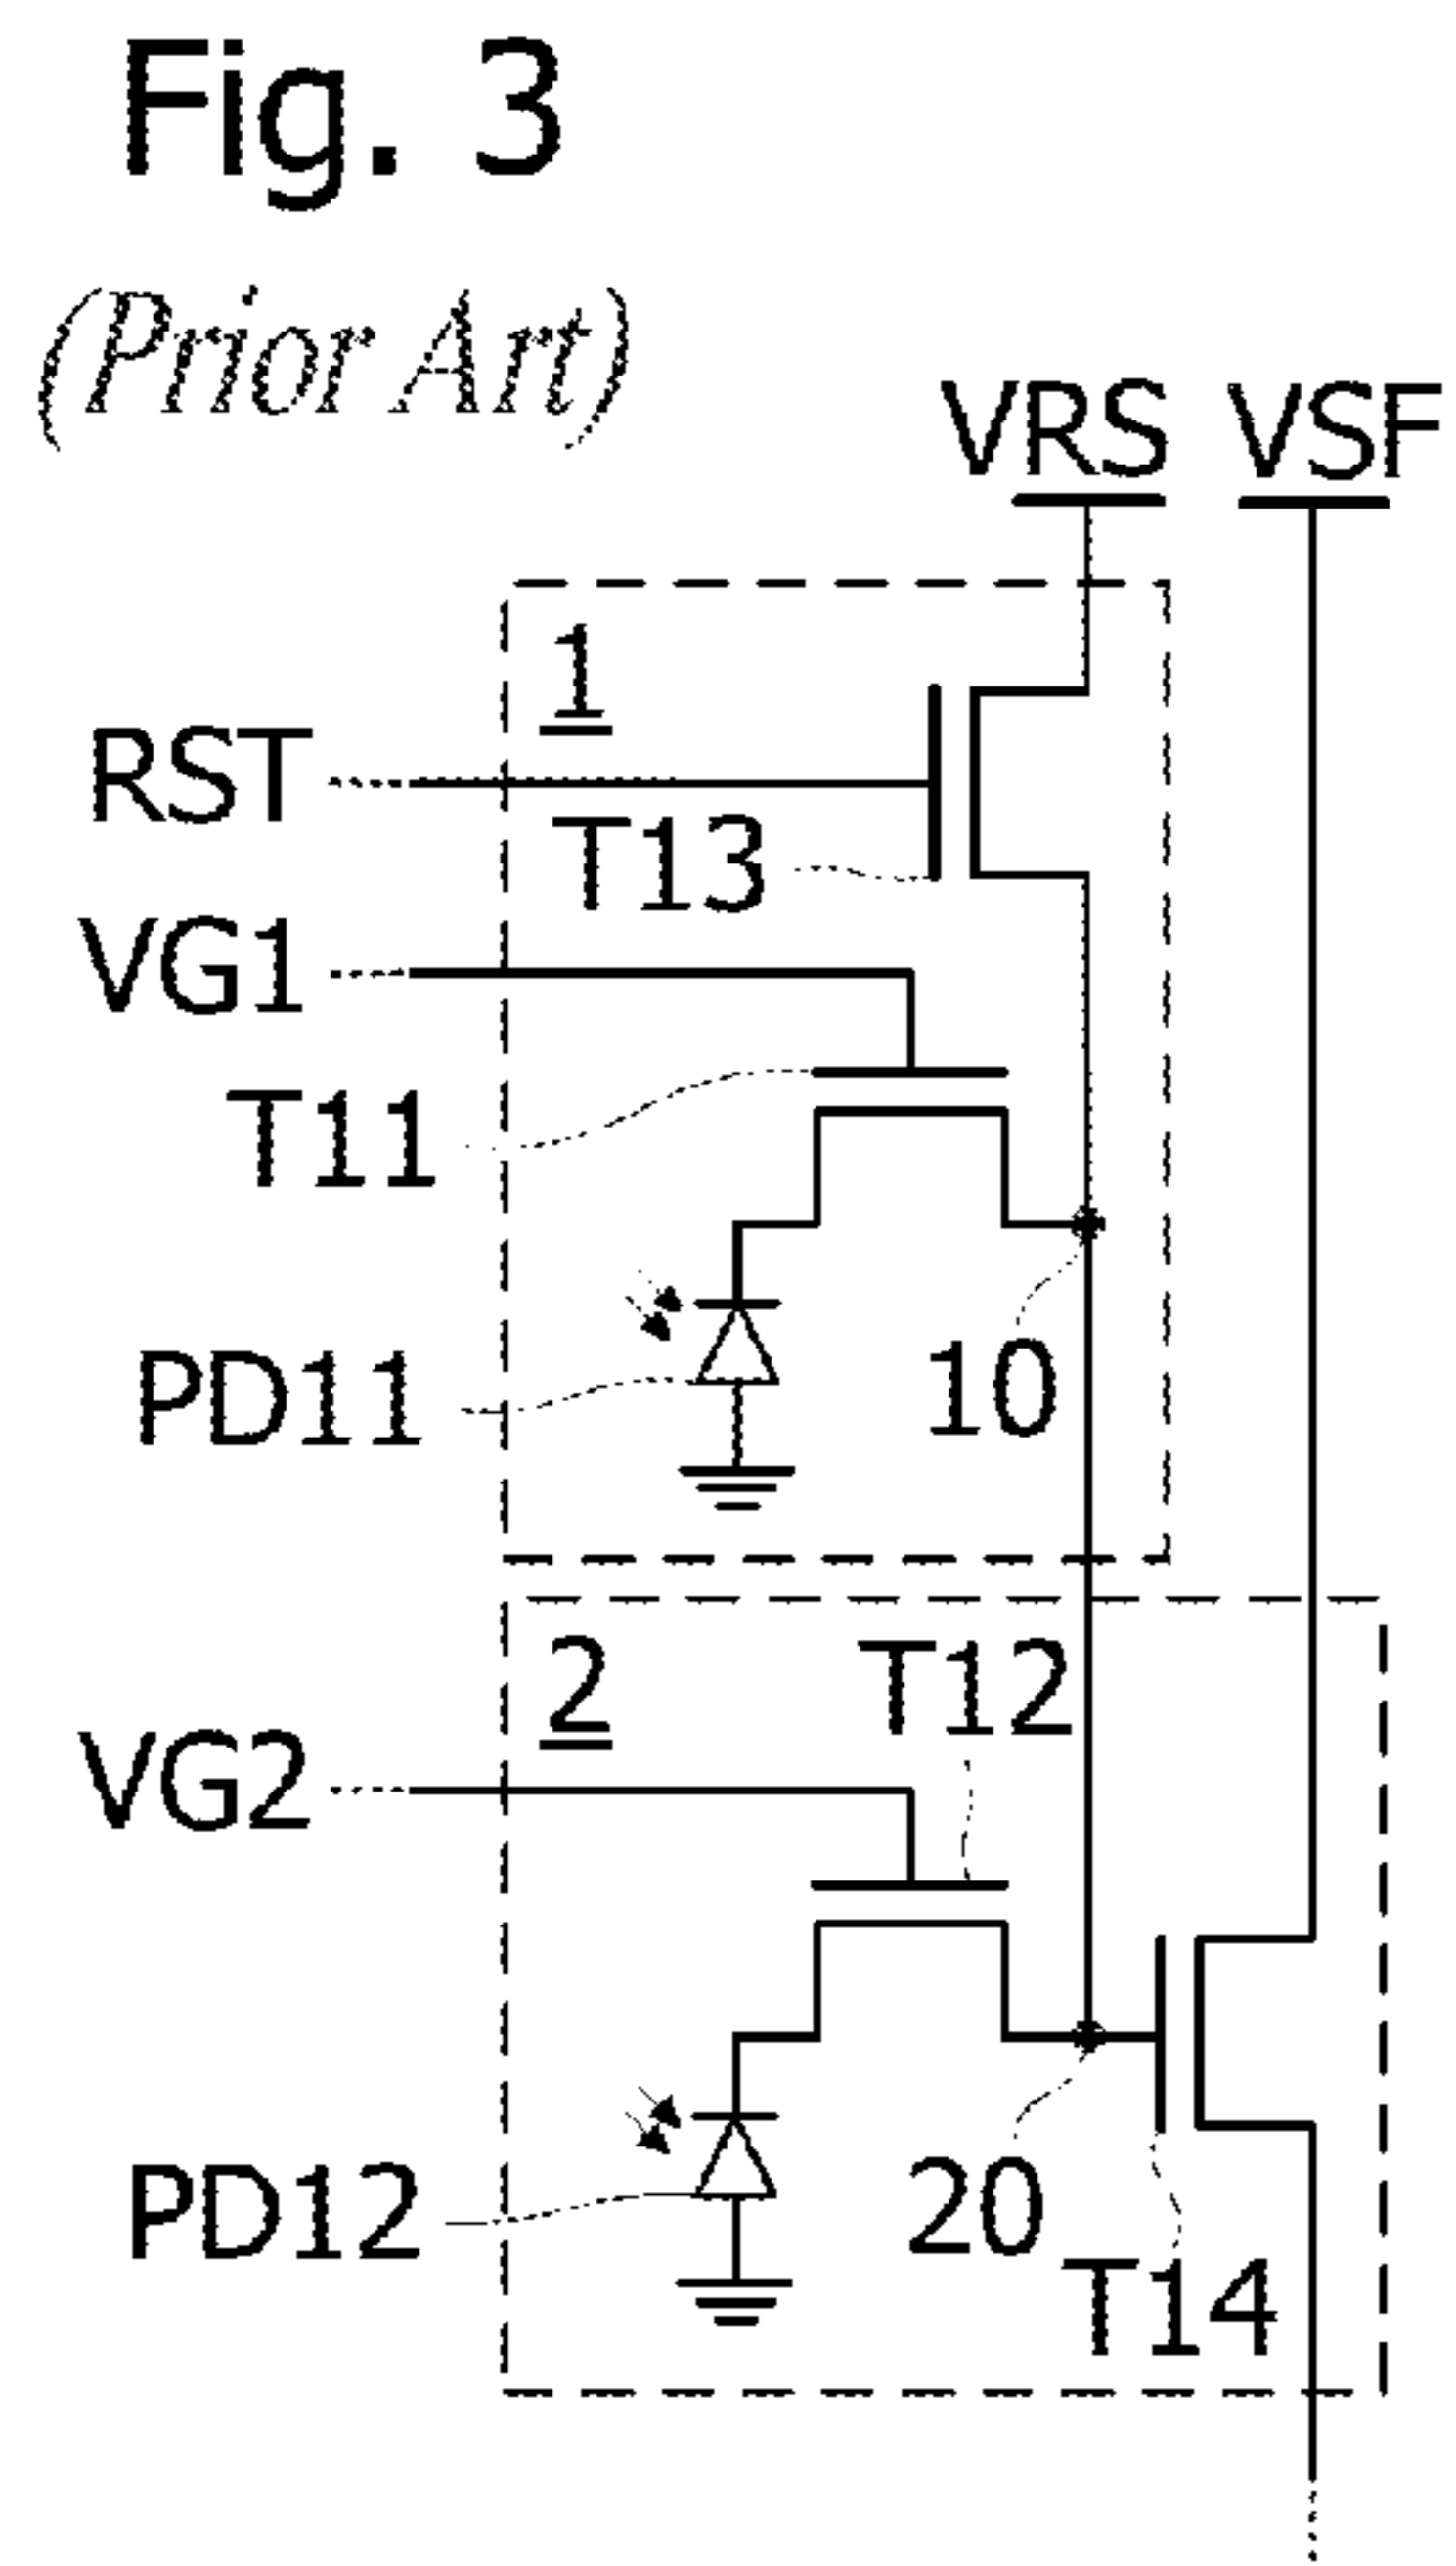 Fig. 3
(Prior Art)
VRS VSF
1
RST
T13
VG1
T11
PD11
10
2
T12
VG2
PD12
20
T14